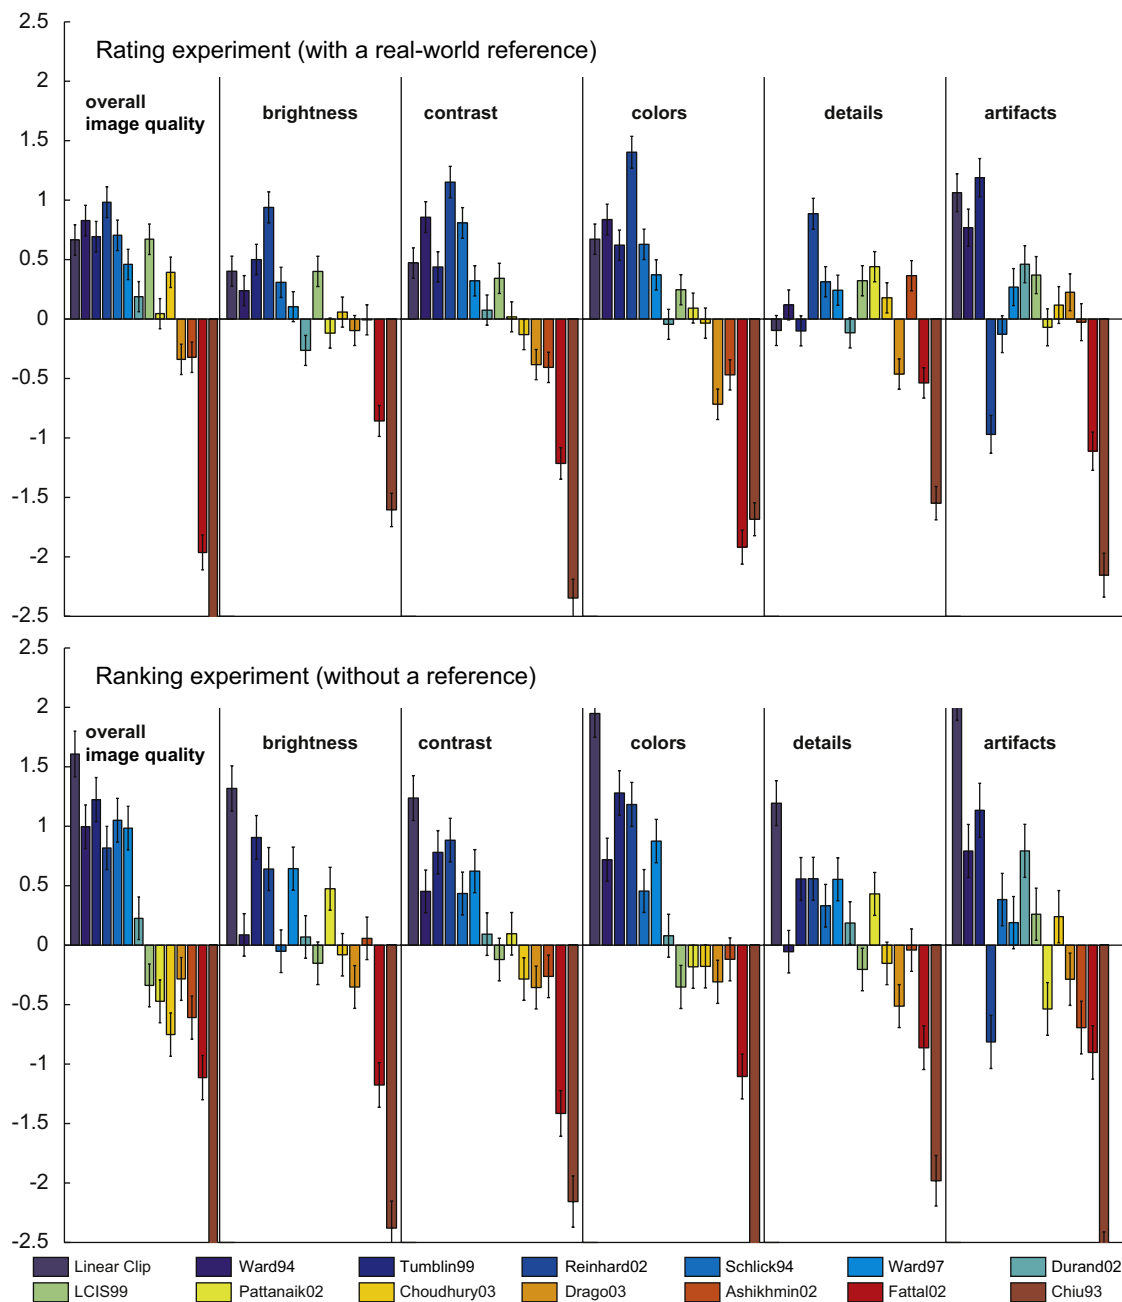 2.5
Rating experiment (with a real-world reference)
2
overall
image quality
brightness
contrast
colors
details
artifacts
1.5
1
0.5
0
-0.5
-1
-1.5
-2
-2.5
2.5
Ranking experiment (without a reference)
2
overall
image quality
brightness
contrast
colors
details
artifacts
1.5
1
0.5
0
-0.5
-1
-1.5
-2
-2.5
Linear Clip Ward94 Tumblin99 Reinhard02 Schlick94 Ward97 Durand02
LCIS99 Pattanaik02 Choudhury03 Drago03 Ashikhmin02 Fattal02 Chiu93